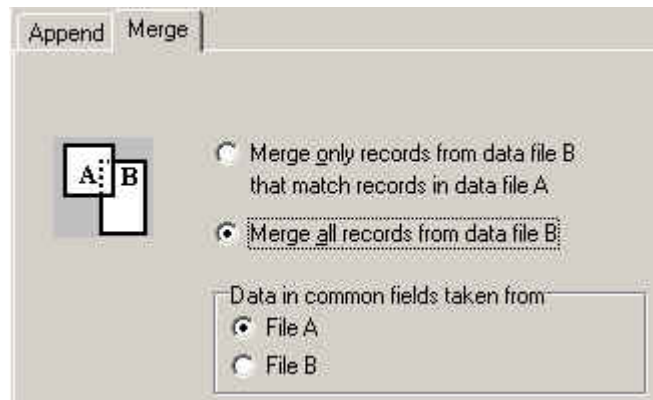 Append Merge
A B
Merge only records from data file B
that match records in data file A
Merge all records from data file B
Data in common fields taken from
File A
File B